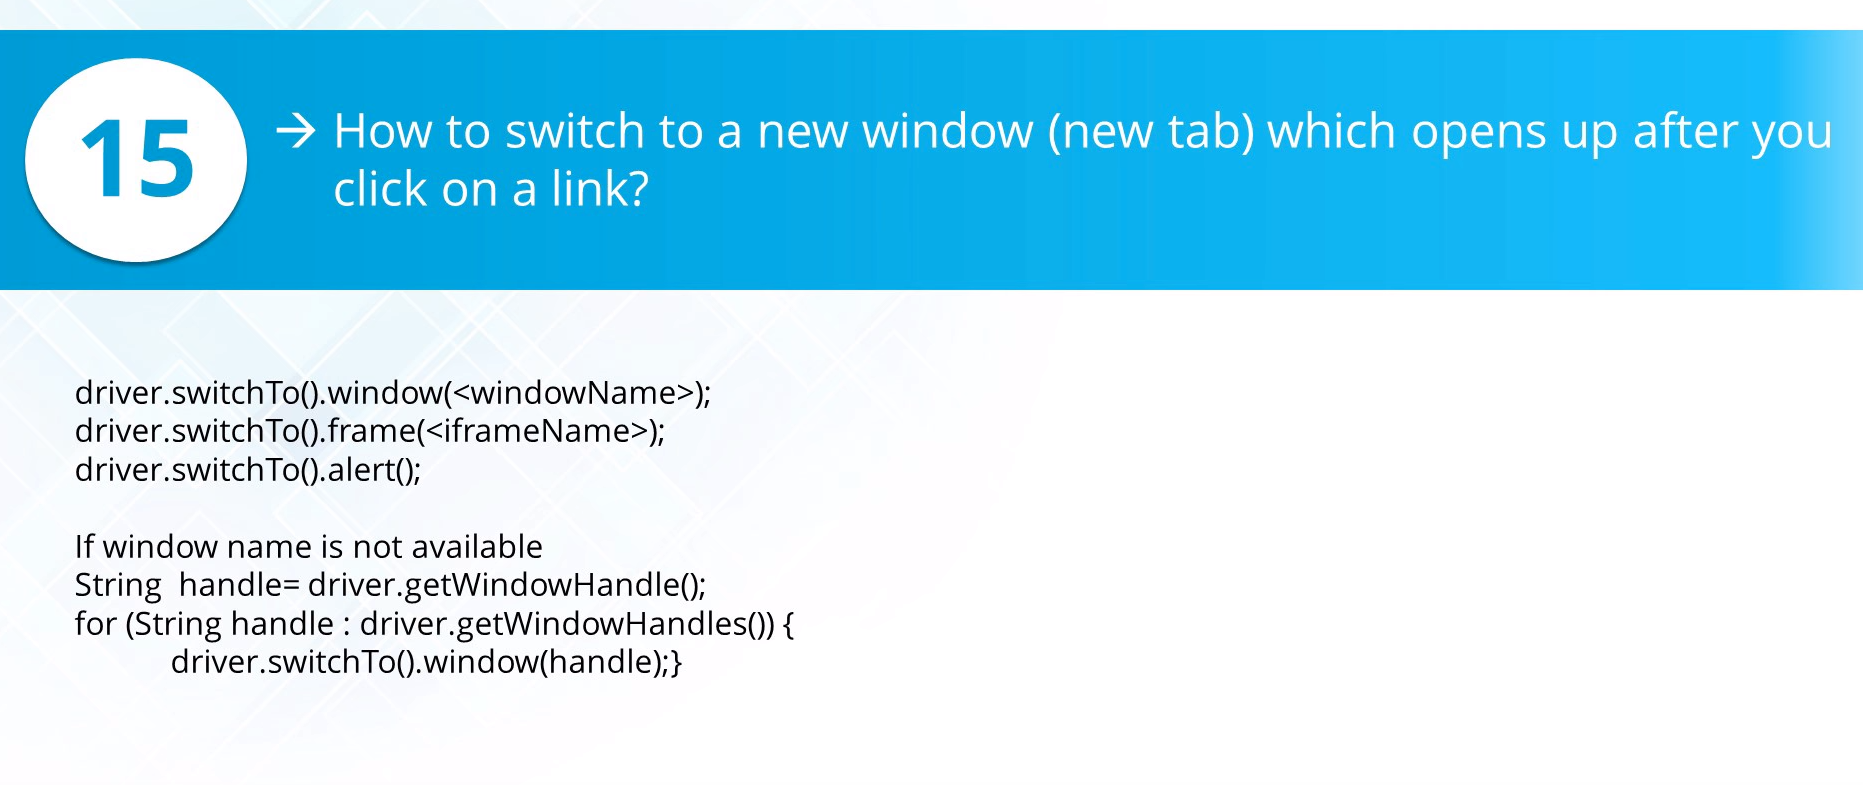 15
→ How to switch to a new window (new tab) which opens up after you
click on a link?
driver.switchTo().window(<windowName>);
driver.switchTo().frame(<iframeName>);
driver.switchTo().alert();
If window name is not available
String  handle= driver.getWindowHandle();
for (String handle : driver.getWindowHandles()) {
driver.switchTo().window(handle);}